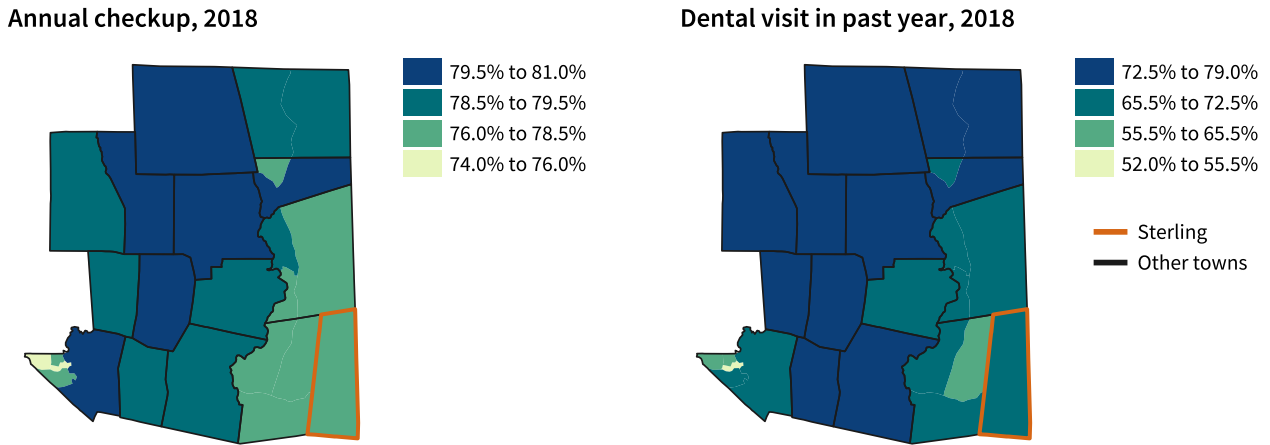 Annual checkup, 2018
79.5% to 81.0%
78.5% to 79.5%
76.0% to 78.5%
74.0% to 76.0%
Dental visit in past year, 2018
72.5% to 79.0%
65.5% to 72.5%
55.5% to 65.5%
52.0% to 55.5%
Sterling
Other towns